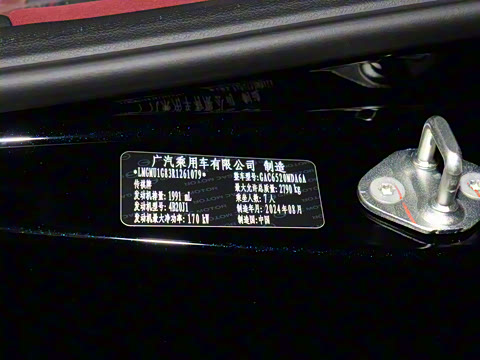 广汽乘用车有限公司 制造
*LMGMU1G83R1261079* 整车型号:GAC6520MDA6A
传祺牌 最大允许总质量:2790 kg
发动机排量:1991 mL 乘坐人数:7人
发动机型号:4B20J1 制造年月:2024年08月
发动机最大净功率:170 kW 制造国:中国